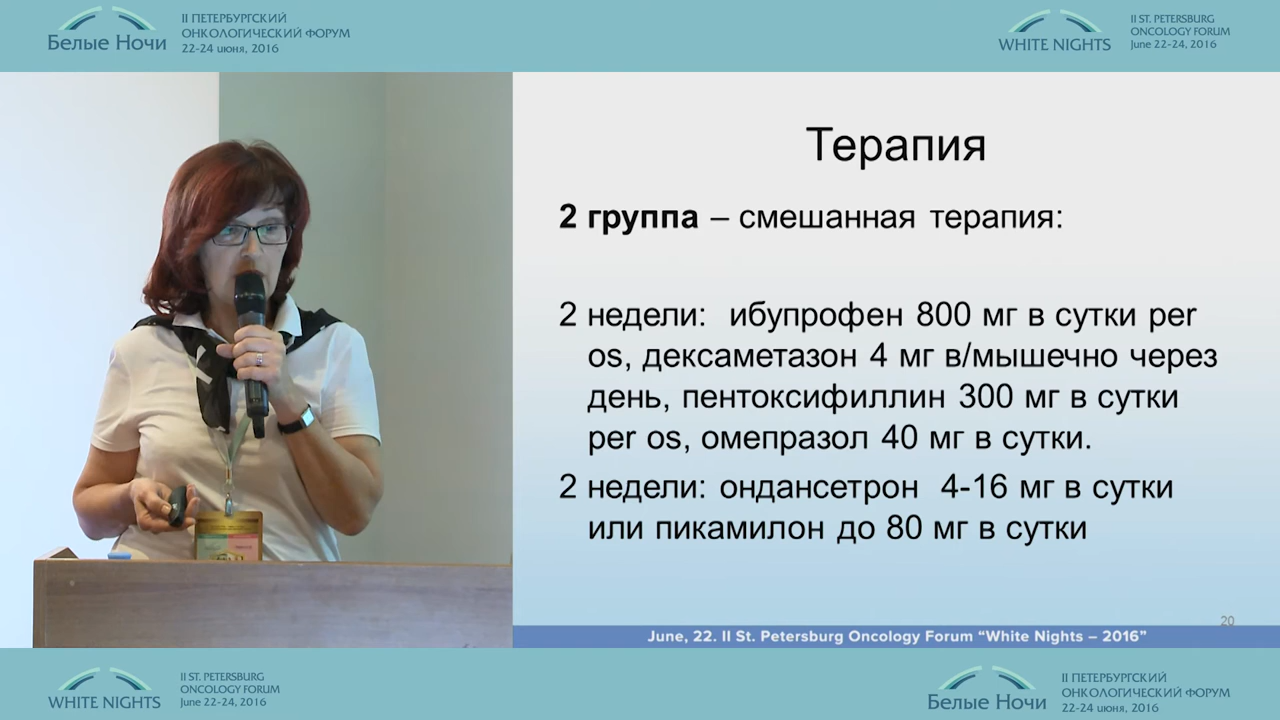 Белые Ночи
II ПЕТЕРБУРГСКИЙ
ОНКОЛОГИЧЕСКИЙ ФОРУМ
22-24 июня, 2016
WHITE NIGHTS
II ST. PETERSBURG
ONCOLOGY FORUM
June 22-24, 2016
Терапия
2 группа – смешанная терапия:
2 недели: ибупрофен 800 мг в сутки per
os, дексаметазон 4 мг в/мышечно через
день, пентоксифиллин 300 мг в сутки
per os, омепразол 40 мг в сутки.
2 недели: ондансетрон 4-16 мг в сутки
или пикамилон до 80 мг в сутки
20
June, 22. II St. Petersburg Oncology Forum “White Nights – 2016”
WHITE NIGHTS
II ST. PETERSBURG
ONCOLOGY FORUM
June 22-24, 2016
Белые Ночи
II ПЕТЕРБУРГСКИЙ
ОНКОЛОГИЧЕСКИЙ ФОРУМ
22-24 июня, 2016